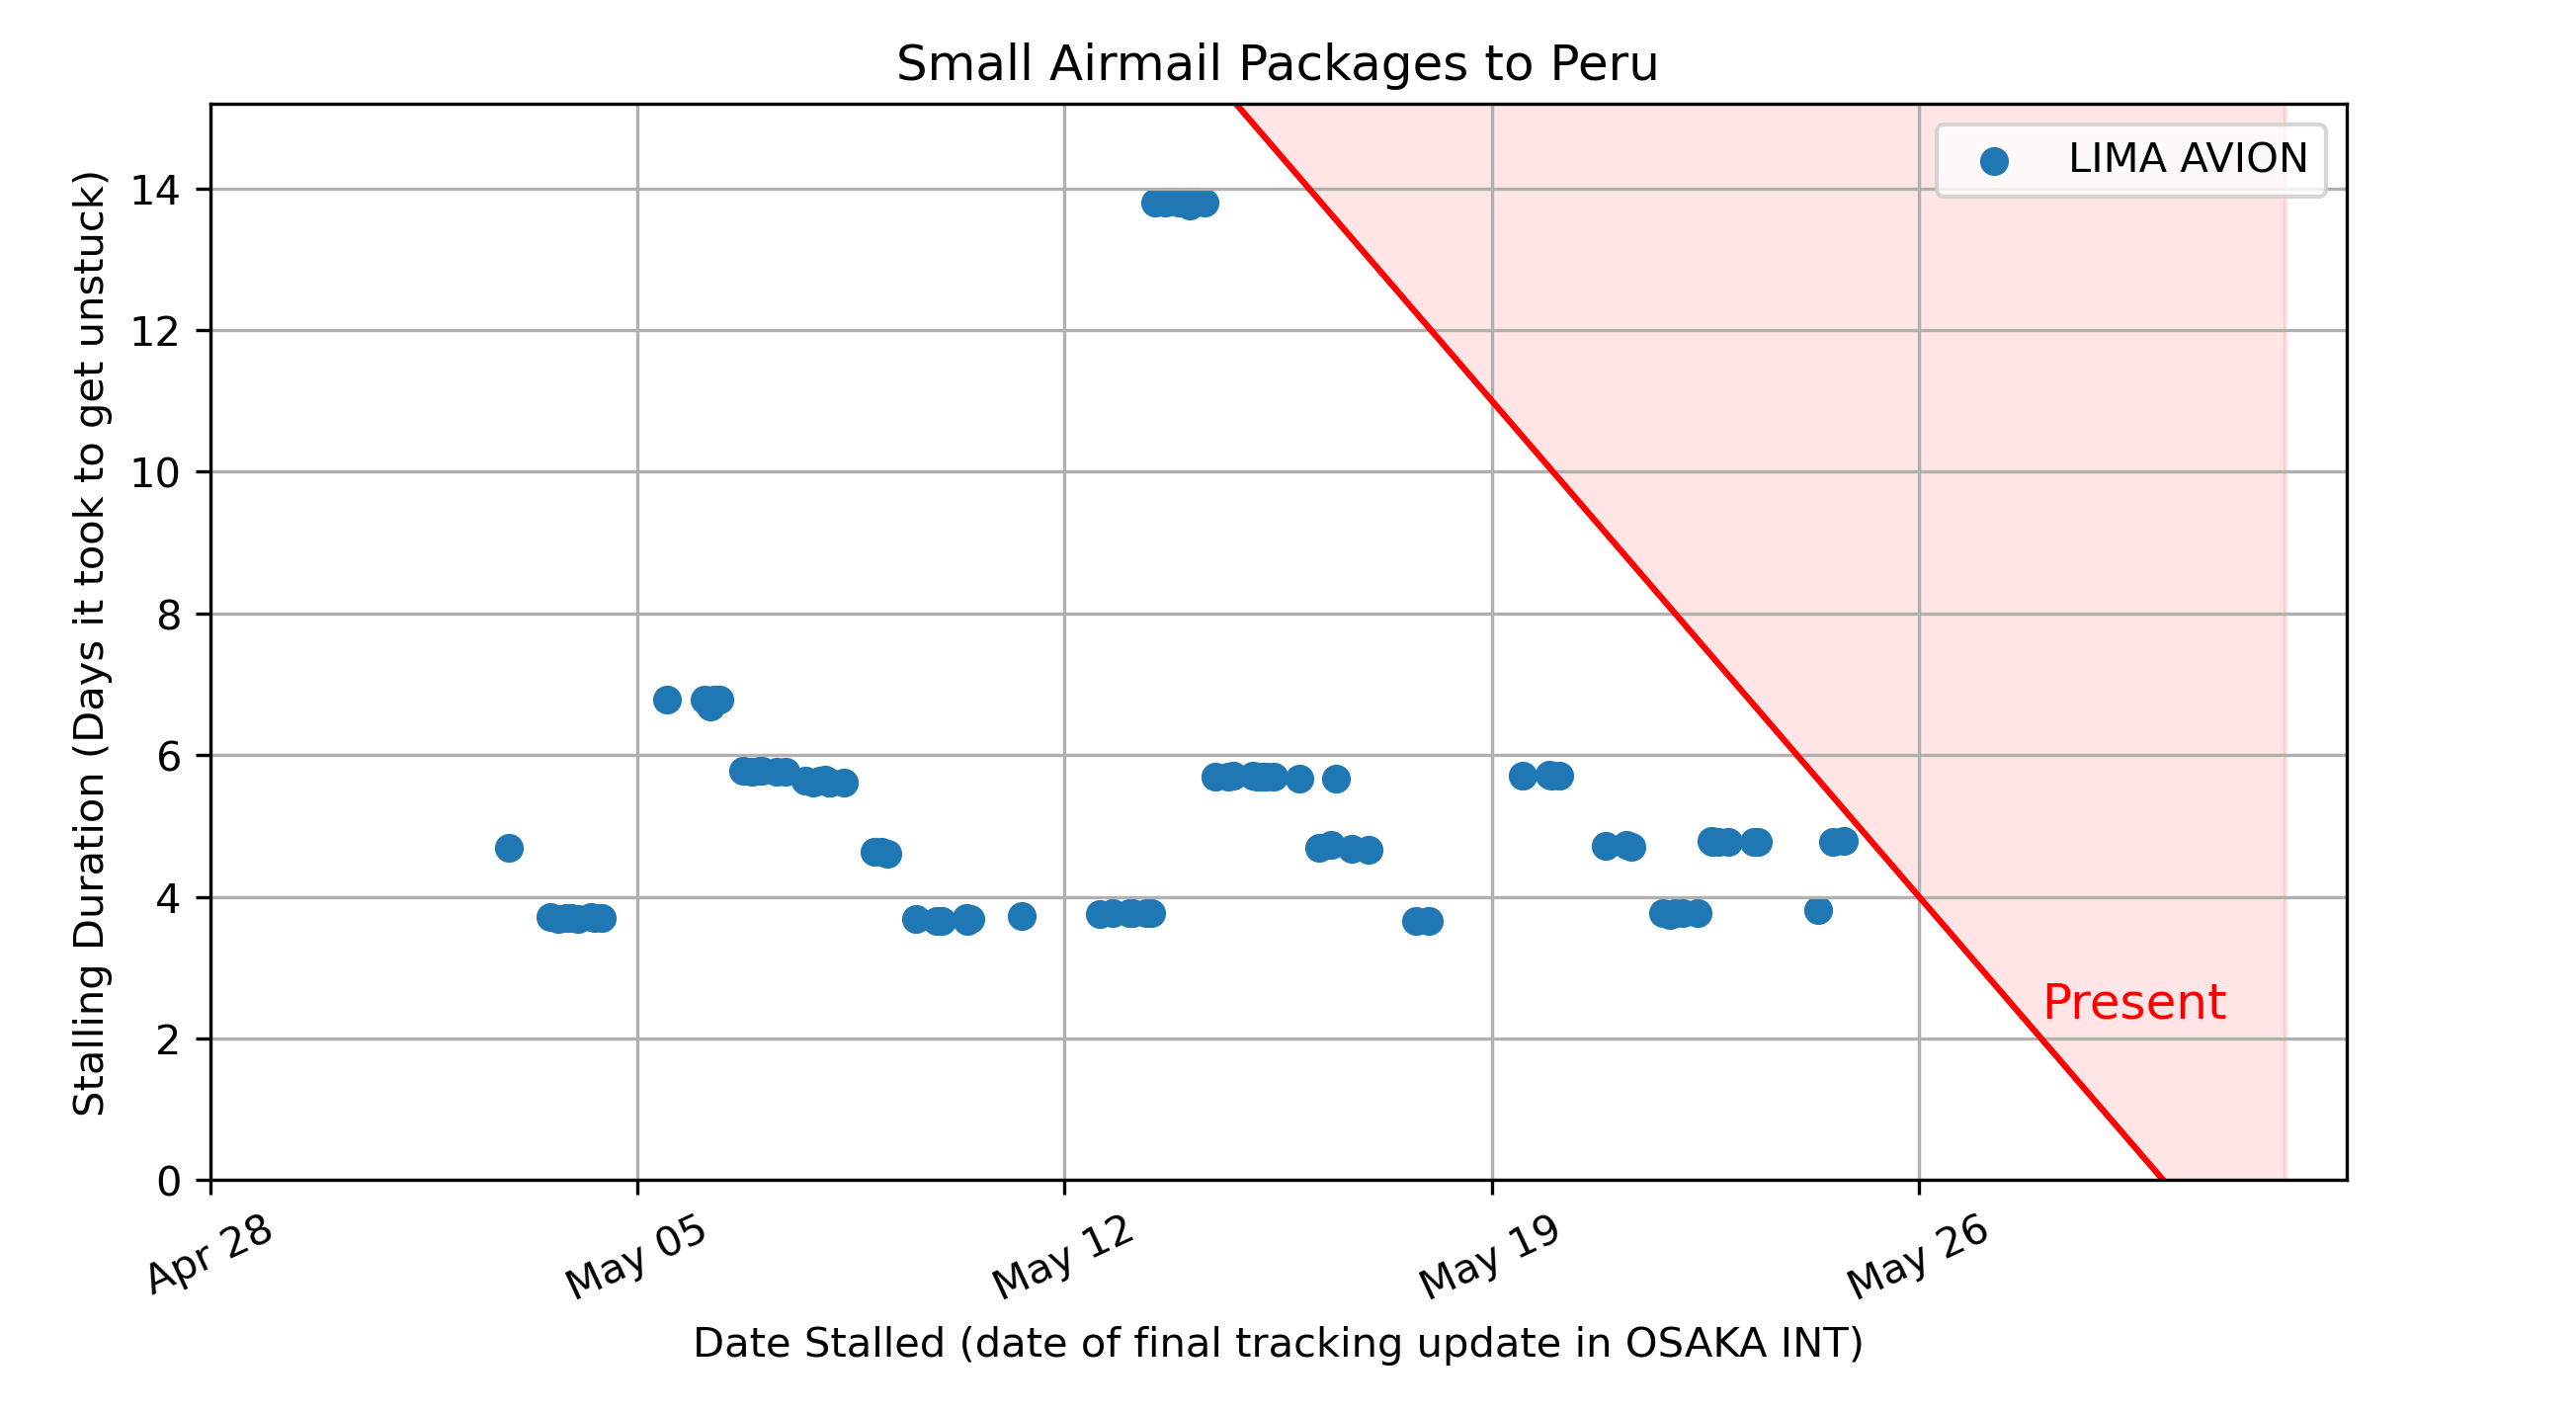 Small Airmail Packages to Peru
LIMA AVION
Stalling Duration (Days it took to get unstuck)
14
12
10
8
6
4
2
0
Present
Apr 28
May 05
May 12
May 19
May 26
Date Stalled (date of final tracking update in OSAKA INT)